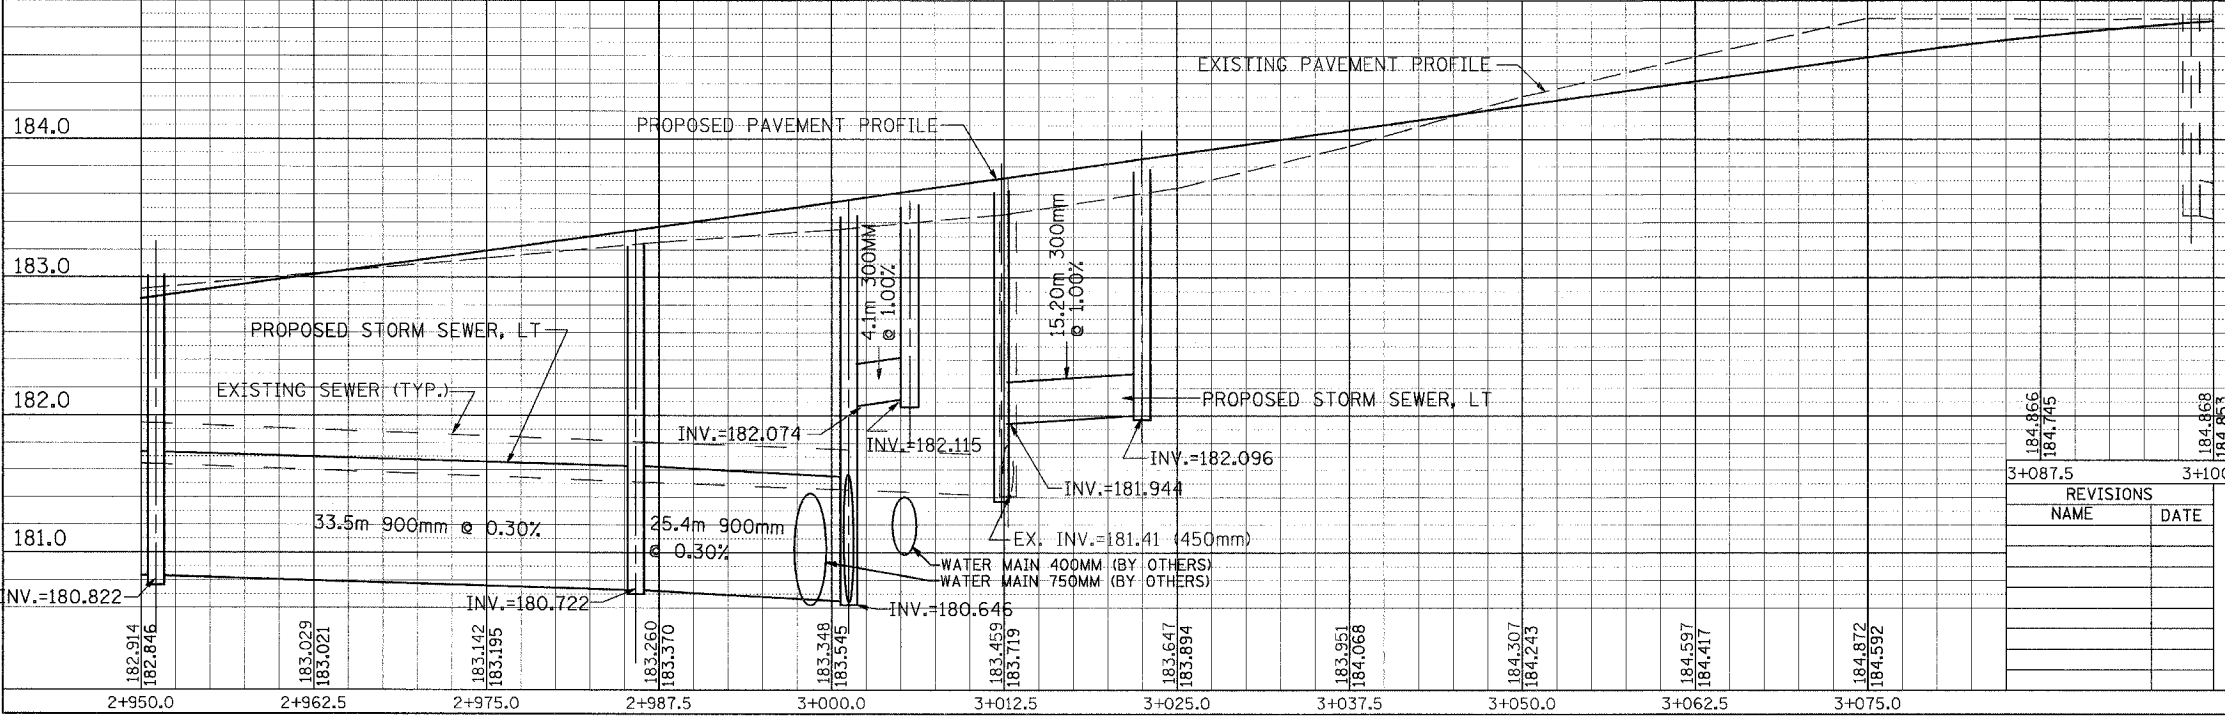 EXISTING PAVEMENT PROFILE
184.0
PROPOSED PAVEMENT PROFILE
183.0
4.1m 300MM
@ 1.00%
15.20m 300mm
@ 1.00%
PROPOSED STORM SEWER, LT
EXISTING SEWER (TYP.)
182.0
PROPOSED STORM SEWER, LT
INV.=182.074
INV.=182.115
INV.=182.096
INV.=181.944
184.866
184.745
184.868
184.853
3+087.5
3+100
REVISIONS
NAME
DATE
33.5m 900mm @ 0.30%
25.4m 900mm
@ 0.30%
181.0
EX. INV.=181.41 (450mm)
WATER MAIN 400MM (BY OTHERS)
WATER MAIN 750MM (BY OTHERS)
INV.=180.822
INV.=180.722
INV.=180.646
182.914
182.846
183.029
183.021
183.142
183.195
183.260
183.370
183.348
183.545
183.459
183.719
183.647
183.894
183.951
184.068
184.307
184.243
184.597
184.417
184.872
184.592
2+950.0
2+962.5
2+975.0
2+987.5
3+000.0
3+012.5
3+025.0
3+037.5
3+050.0
3+062.5
3+075.0